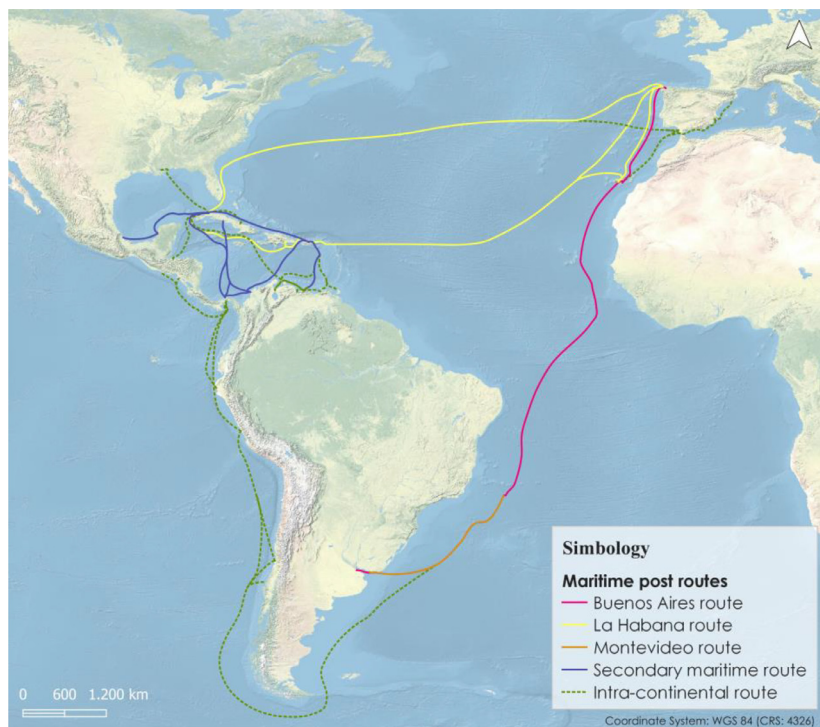 Simbology
Maritime post routes
Buenos Aires route
La Habana route
Montevideo route
Secondary maritime route
Intra-continental route
0 600 1.200 km
Coordinate System: WGS 84 (CRS: 4326)